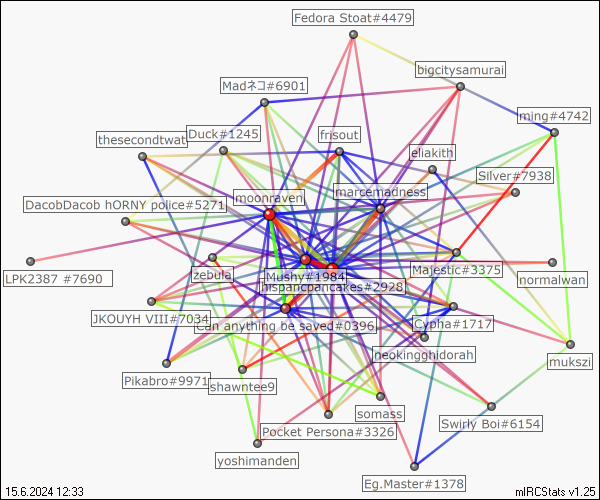 Fedora Stoat#4479
bigcitysamurai
Madネコ#6901
ming#4742
thesecondtwat
Duck#1245
frisout
eliakith
Silver#7938
moonraven
marcemadness
DacobDacob hORNY police#5271
LPK2387 #7690
zebula
Mushy#1984
Majestic#3375
normalwan
hispancpancakes#2928
JKOUYH VIII#7034
Can anything be saved#0396
Cypha#1717
neokingghidorah
mukszi
Pikabro#9971
shawntee9
somass
Pocket Persona#3326
Swirly Boi#6154
yoshimanden
Eg.Master#1378
15.6.2024 12:33
mIRCStats v1.25